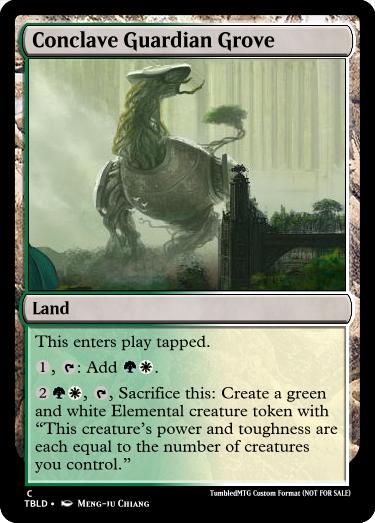 Conclave Guardian Grove
Land
This enters play tapped.
1, : Add .
2 , , Sacrifice this: Create a green
and white Elemental creature token with
“This creature's power and toughness are
each equal to the number of creatures
you control.”
C
TBLD • Meng-ju Chiang
TumbledMTG Custom Format (NOT FOR SALE)